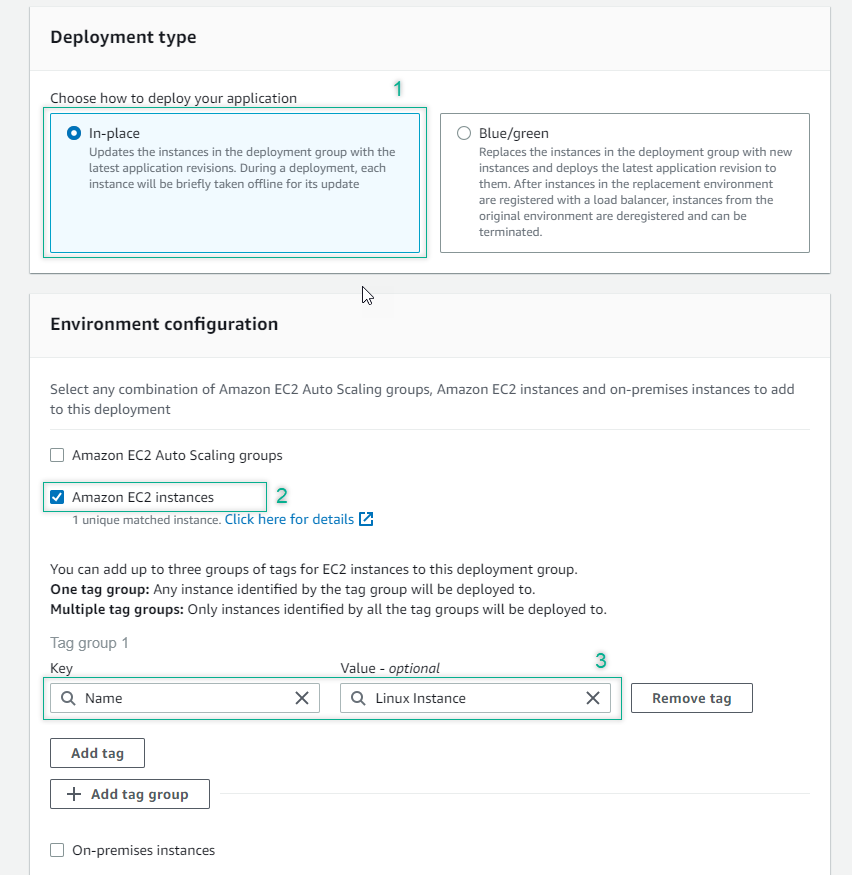 Deployment type
Choose how to deploy your application
1
In-place
Updates the instances in the deployment group with the
latest application revisions. During a deployment, each
instance will be briefly taken offline for its update
Blue/green
Replaces the instances in the deployment group with new
instances and deploys the latest application revision to
them. After instances in the replacement environment
are registered with a load balancer, instances from the
original environment are deregistered and can be
terminated.
Environment configuration
Select any combination of Amazon EC2 Auto Scaling groups, Amazon EC2 instances and on-premises instances to add
to this deployment
Amazon EC2 Auto Scaling groups
Amazon EC2 instances
2
1 unique matched instance. Click here for details
You can add up to three groups of tags for EC2 instances to this deployment group.
One tag group: Any instance identified by the tag group will be deployed to.
Multiple tag groups: Only instances identified by all the tag groups will be deployed to.
Tag group 1
Key
Value - optional
3
Name
Linux Instance
Remove tag
Add tag
Add tag group
On-premises instances